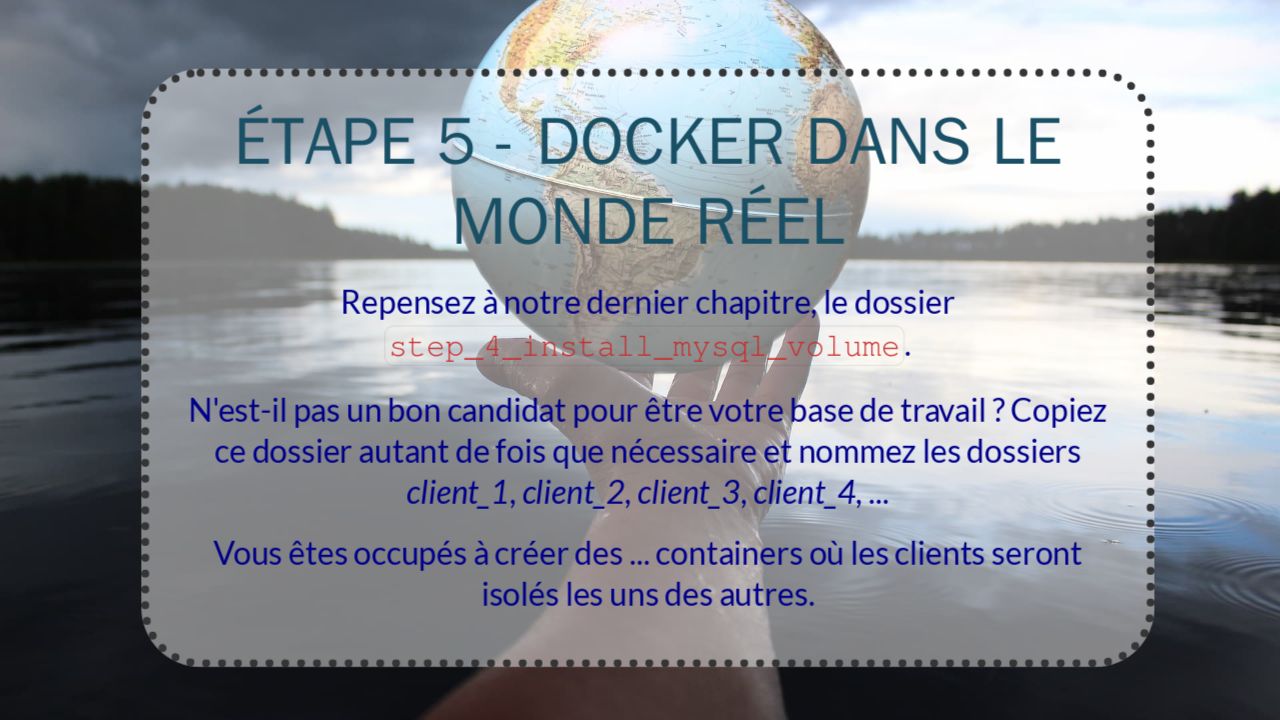 ÉTAPE 5 - DOCKER DANS LE
MONDE RÉEL
Repensez à notre dernier chapitre, le dossier
step_4_install_mysql_volume.
N'est-il pas un bon candidat pour être votre base de travail ? Copiez
ce dossier autant de fois que nécessaire et nommez les dossiers
client_1, client_2, client_3, client_4, ...
Vous êtes occupés à créer des ... containers où les clients seront
isolés les uns des autres.